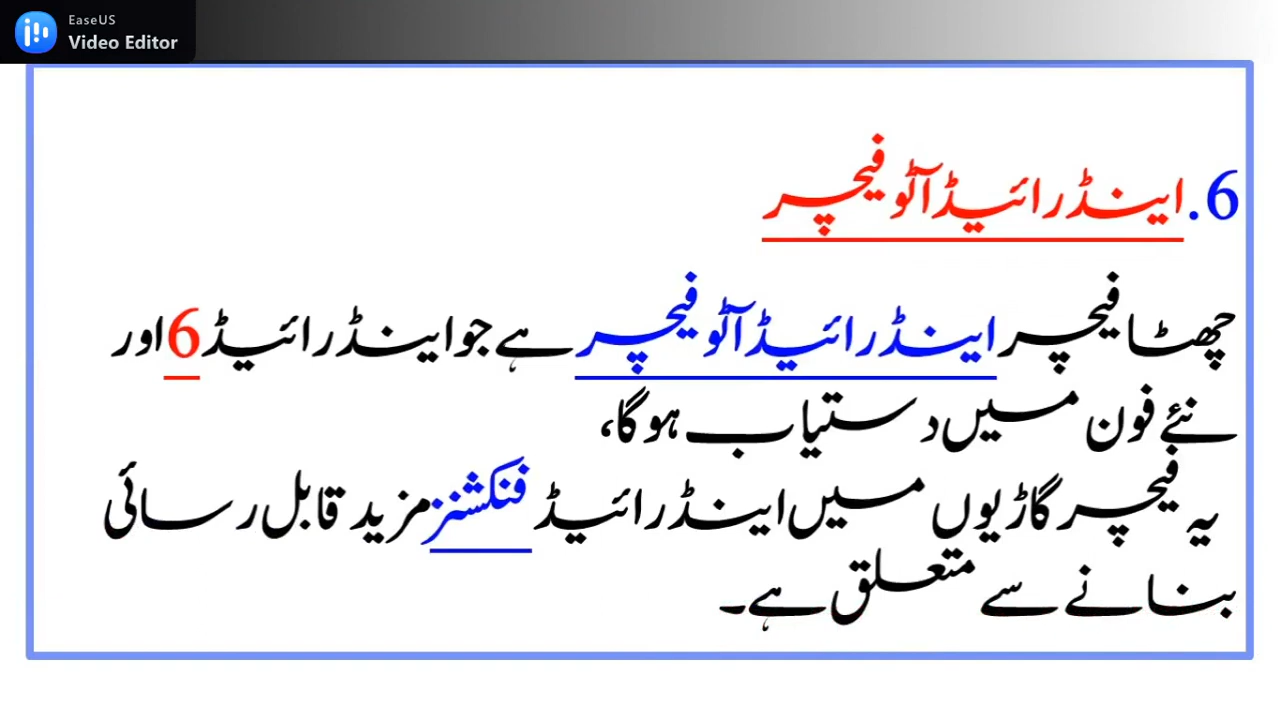 EaseUS
Video Editor
6. اینڈرائیڈ آٹو فیچر
چھٹا فیچر اینڈرائیڈ آٹو فیچر ہے جو اینڈرائیڈ 6 اور
نئے فون میں دستیاب ہوگا،
یہ فیچر گاڑیوں میں اینڈرائیڈ فنکشنز مزید قابل رسائی
بنانے سے متعلق ہے۔